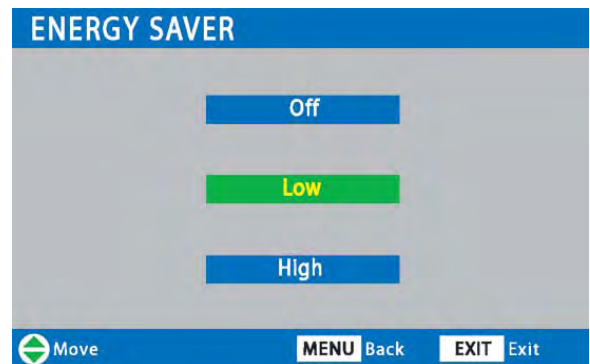 ENERGY SAVER
Off
Low
High
Move MENU Back EXIT Exit